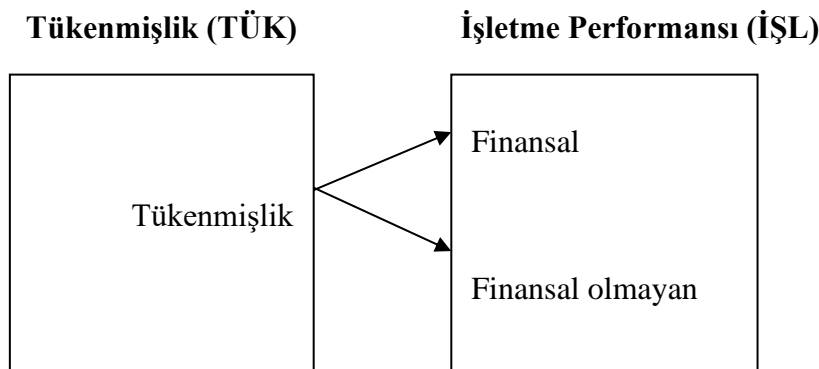 Tükenmişlik (TÜK)
İşletme Performansı (İŞL)
Finansal
Tükenmişlik
Finansal olmayan